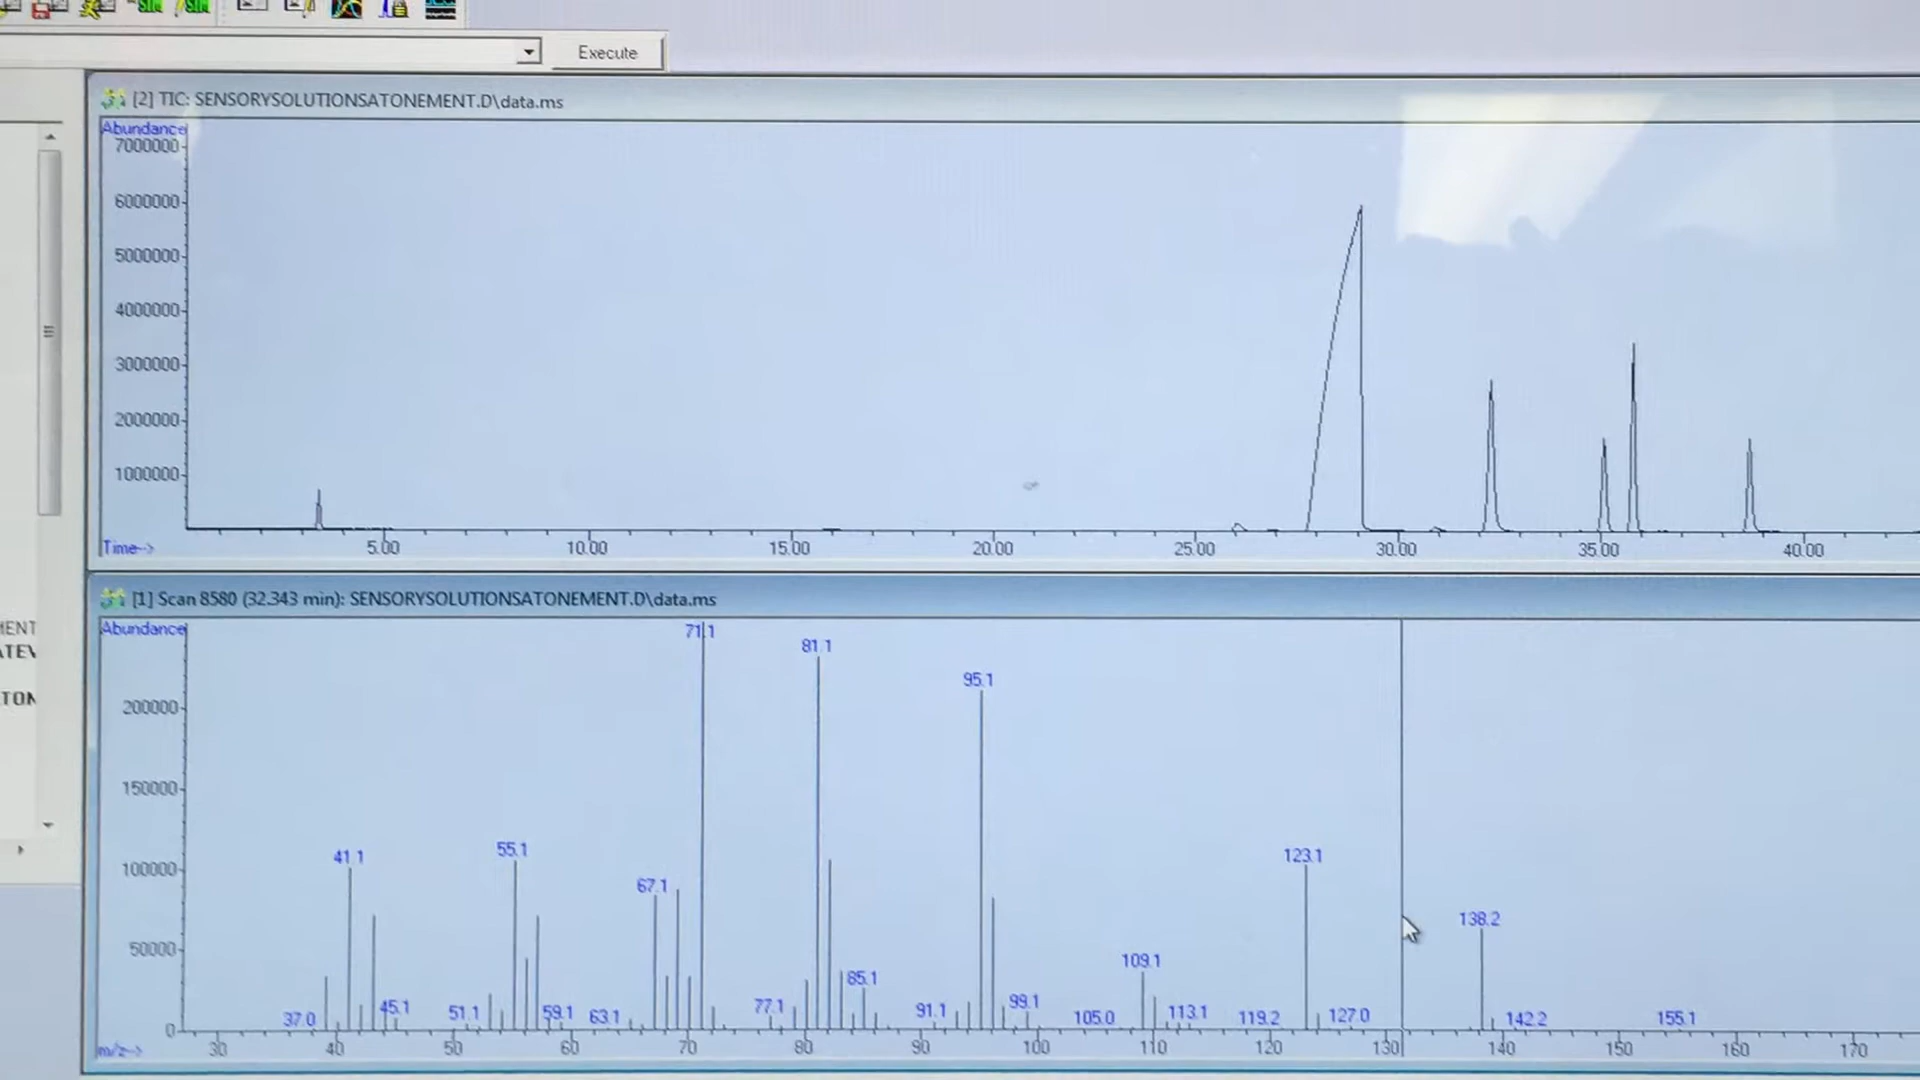 Execute
[2] TIC: SENSORYSOLUTIONSATONEMENT.D\data.ms
Abundance
7000000
6000000
5000000
4000000
3000000
2000000
1000000
Time-->
5.00 10.00 15.00 20.00 25.00 30.00 35.00 40.00
[1] Scan 8580 (32.343 min): SENSORYSOLUTIONSATONEMENT.D\data.ms
Abundance
71.1
81.1
95.1
200000
150000
41.1 55.1 123.1
100000
67.1
138.2
50000
109.1
85.1
37.0 45.1 51.1 59.1 63.1 77.1 91.1 99.1 105.0 113.1 119.2 127.0 142.2 155.1
0
m/z-->
30 40 50 60 70 80 90 100 110 120 130 140 150 160 170